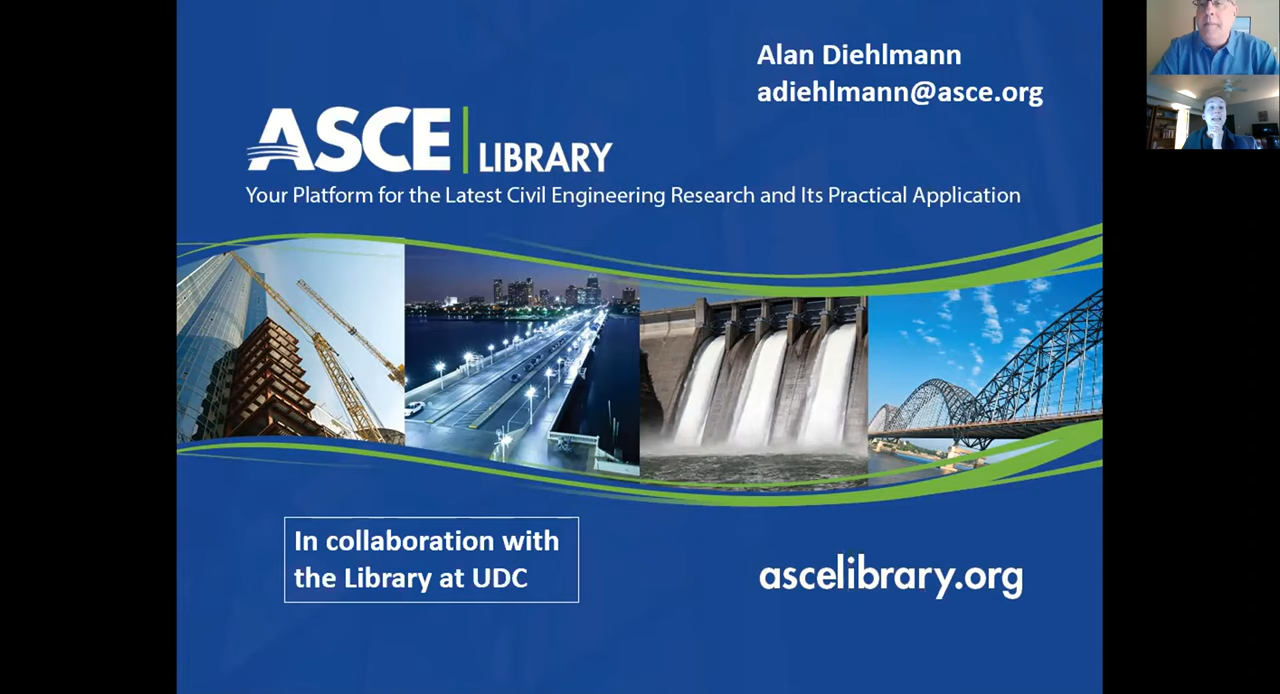 Alan Diehlmann
adiehlmann@asce.org
ASCE | LIBRARY
Your Platform for the Latest Civil Engineering Research and Its Practical Application
In collaboration with
the Library at UDC
ascelibrary.org